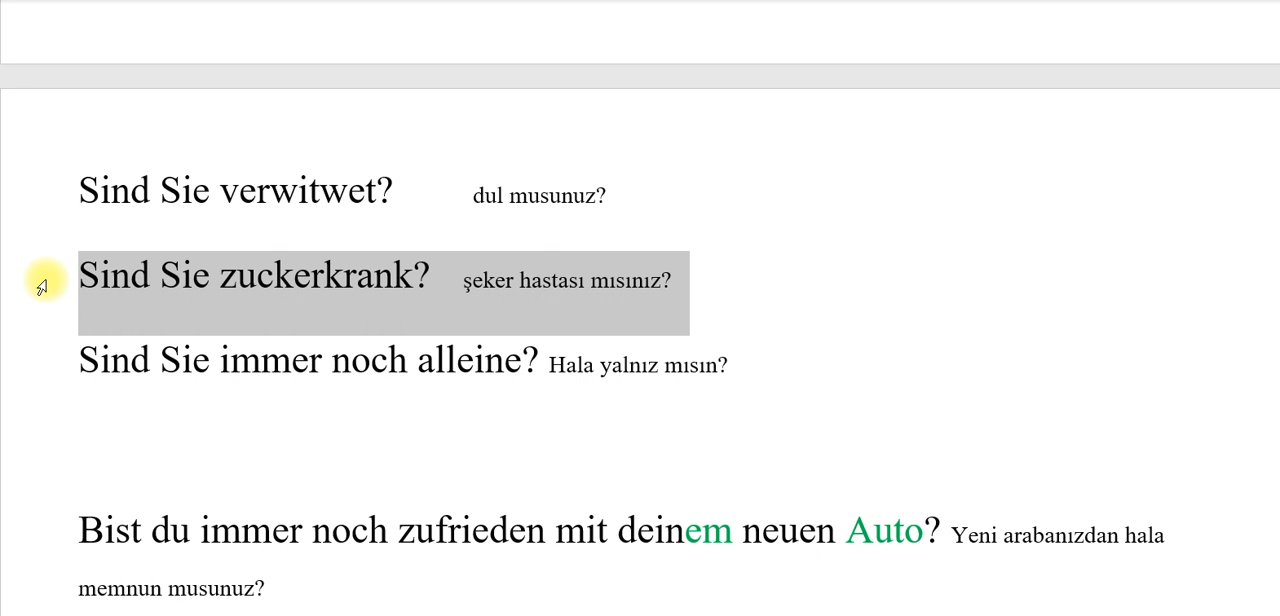 Sind Sie verwitwet? dul musunuz?
Sind Sie zuckerkrank? şeker hastası mısınız?
Sind Sie immer noch alleine? Hala yalnız mısın?
Bist du immer noch zufrieden mit deinem neuen Auto? Yeni arabanızdan hala
memnun musunuz?